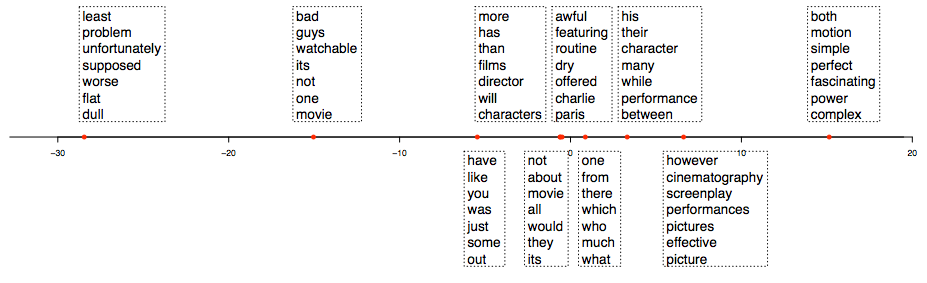 least
problem
unfortunately
supposed
worse
flat
dull
bad
guys
watchable
its
not
one
movie
more
has
than
films
director
will
characters
awful
featuring
routine
dry
offered
charlie
paris
his
their
character
many
while
performance
between
both
motion
simple
perfect
fascinating
power
complex
−30 −20 −10 0 10 20
have
like
you
was
just
some
out
not
about
movie
all
would
they
its
one
from
there
which
who
much
what
however
cinematography
screenplay
performances
pictures
effective
picture